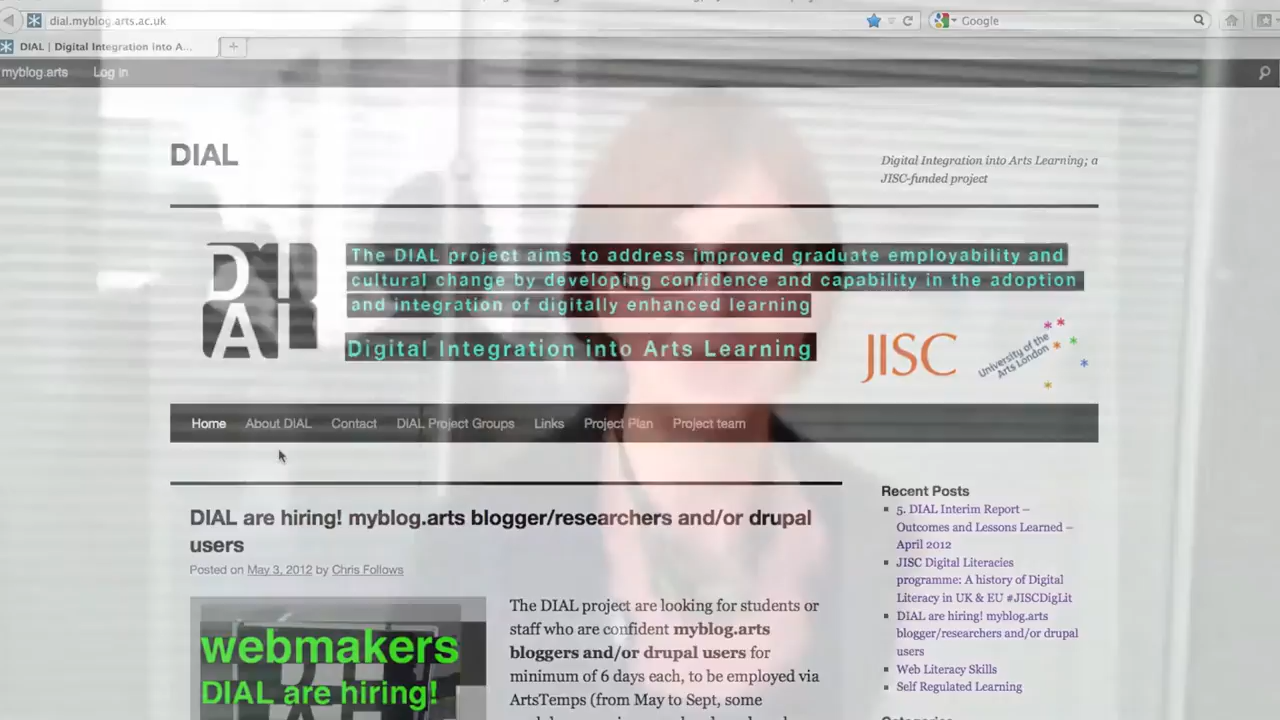 dial.myblog.arts.ac.uk
Google
DIAL | Digital Integration into A...
myblog.arts
Log in
DIAL
Digital Integration into Arts Learning; a
JISC-funded project
DIAL
The DIAL project aims to address improved graduate employability and
cultural change by developing confidence and capability in the adoption
and integration of digitally enhanced learning
Digital Integration into Arts Learning
JISC
University of the
Arts London
Home About DIAL Contact DIAL Project Groups Links Project Plan Project team
DIAL are hiring! myblog.arts blogger/researchers and/or drupal
users
Posted on May 3, 2012 by Chris Follows
webmakers
DIAL are hiring!
The DIAL project are looking for students or
staff who are confident myblog.arts
bloggers and/or drupal users for
minimum of 6 days each, to be employed via
ArtsTemps (from May to Sept, some
Recent Posts
5. DIAL Interim Report –
Outcomes and Lessons Learned –
April 2012
JISC Digital Literacies
programme: A history of Digital
Literacy in UK & EU #JISCDigLit
DIAL are hiring! myblog.arts
blogger/researchers and/or drupal
users
Web Literacy Skills
Self Regulated Learning